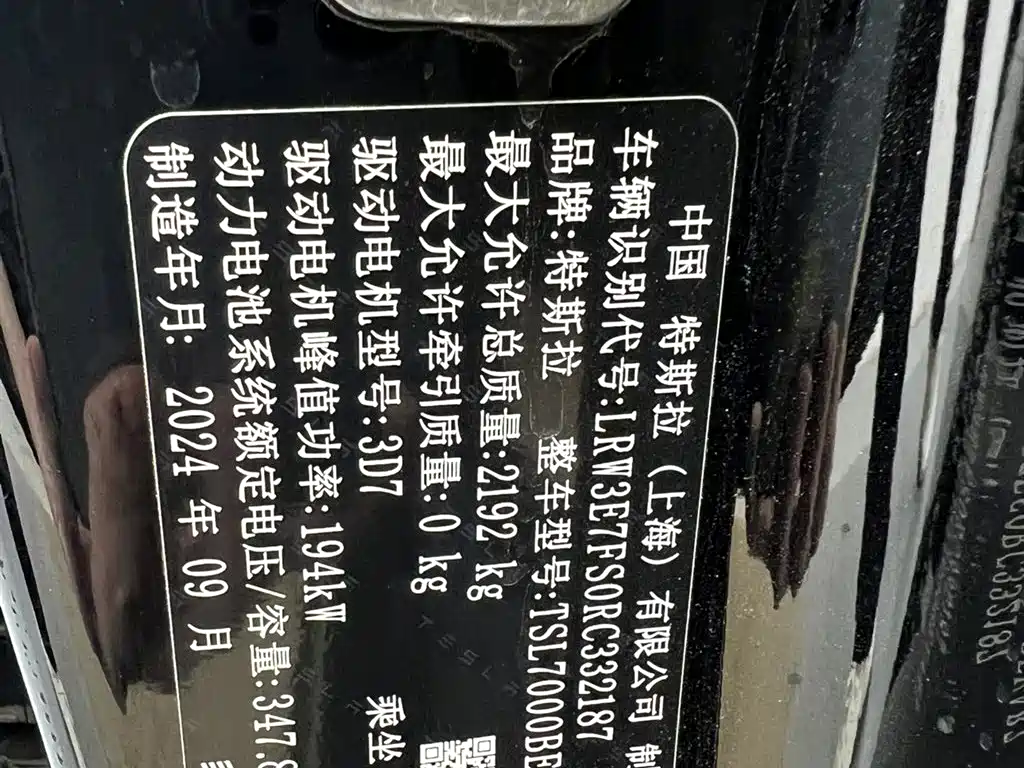 中国 特斯拉（上海）有限公司 制
车辆识别代号:LRW3E7FS0RC332187
品牌:特斯拉 整车型号:TSL7000BE
最大允许总质量:2192 kg
最大允许牵引质量:0 kg
驱动电机型号:3D7 乘坐
驱动电机峰值功率:194kW
动力电池系统额定电压/容量:347.8
制造年月: 2024 年 09 月